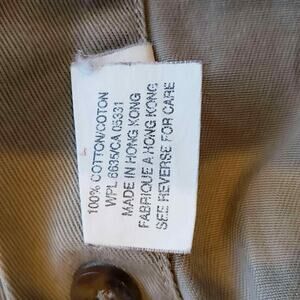 100% COTTON/COTON
WPL 6635/CA 05331
MADE IN HONG KONG
FABRIQUE A HONG KONG
SEE REVERSE FOR CARE